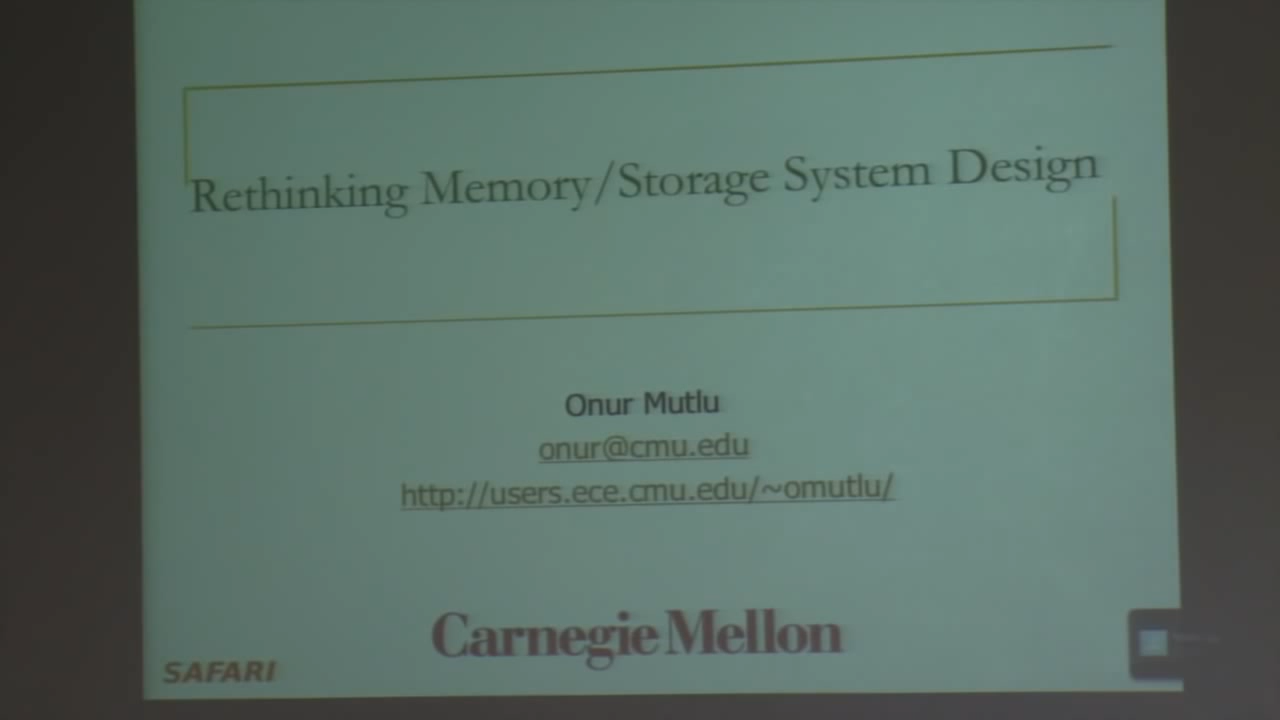 Rethinking Memory/Storage System Design
Onur Mutlu
onur@cmu.edu
http://users.ece.cmu.edu/~omutlu/
Carnegie Mellon
SAFARI